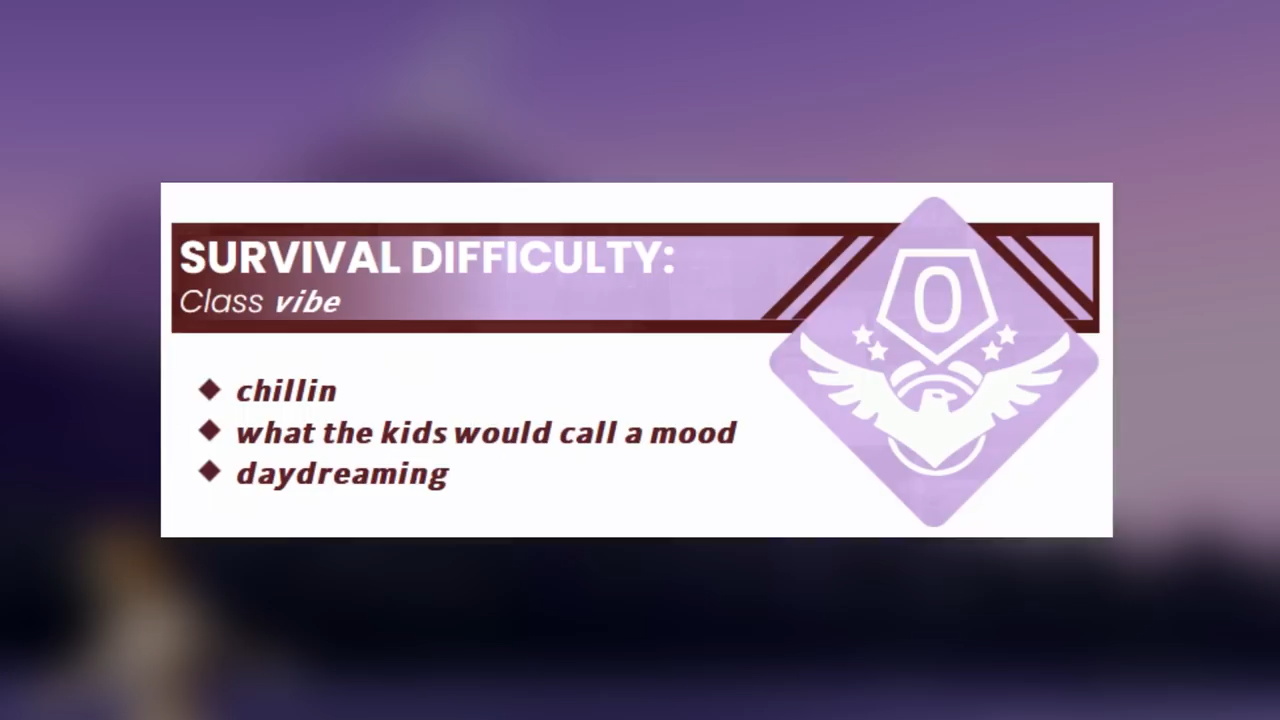 SURVIVAL DIFFICULTY:
Class vibe
0
chillin
what the kids would call a mood
daydreaming